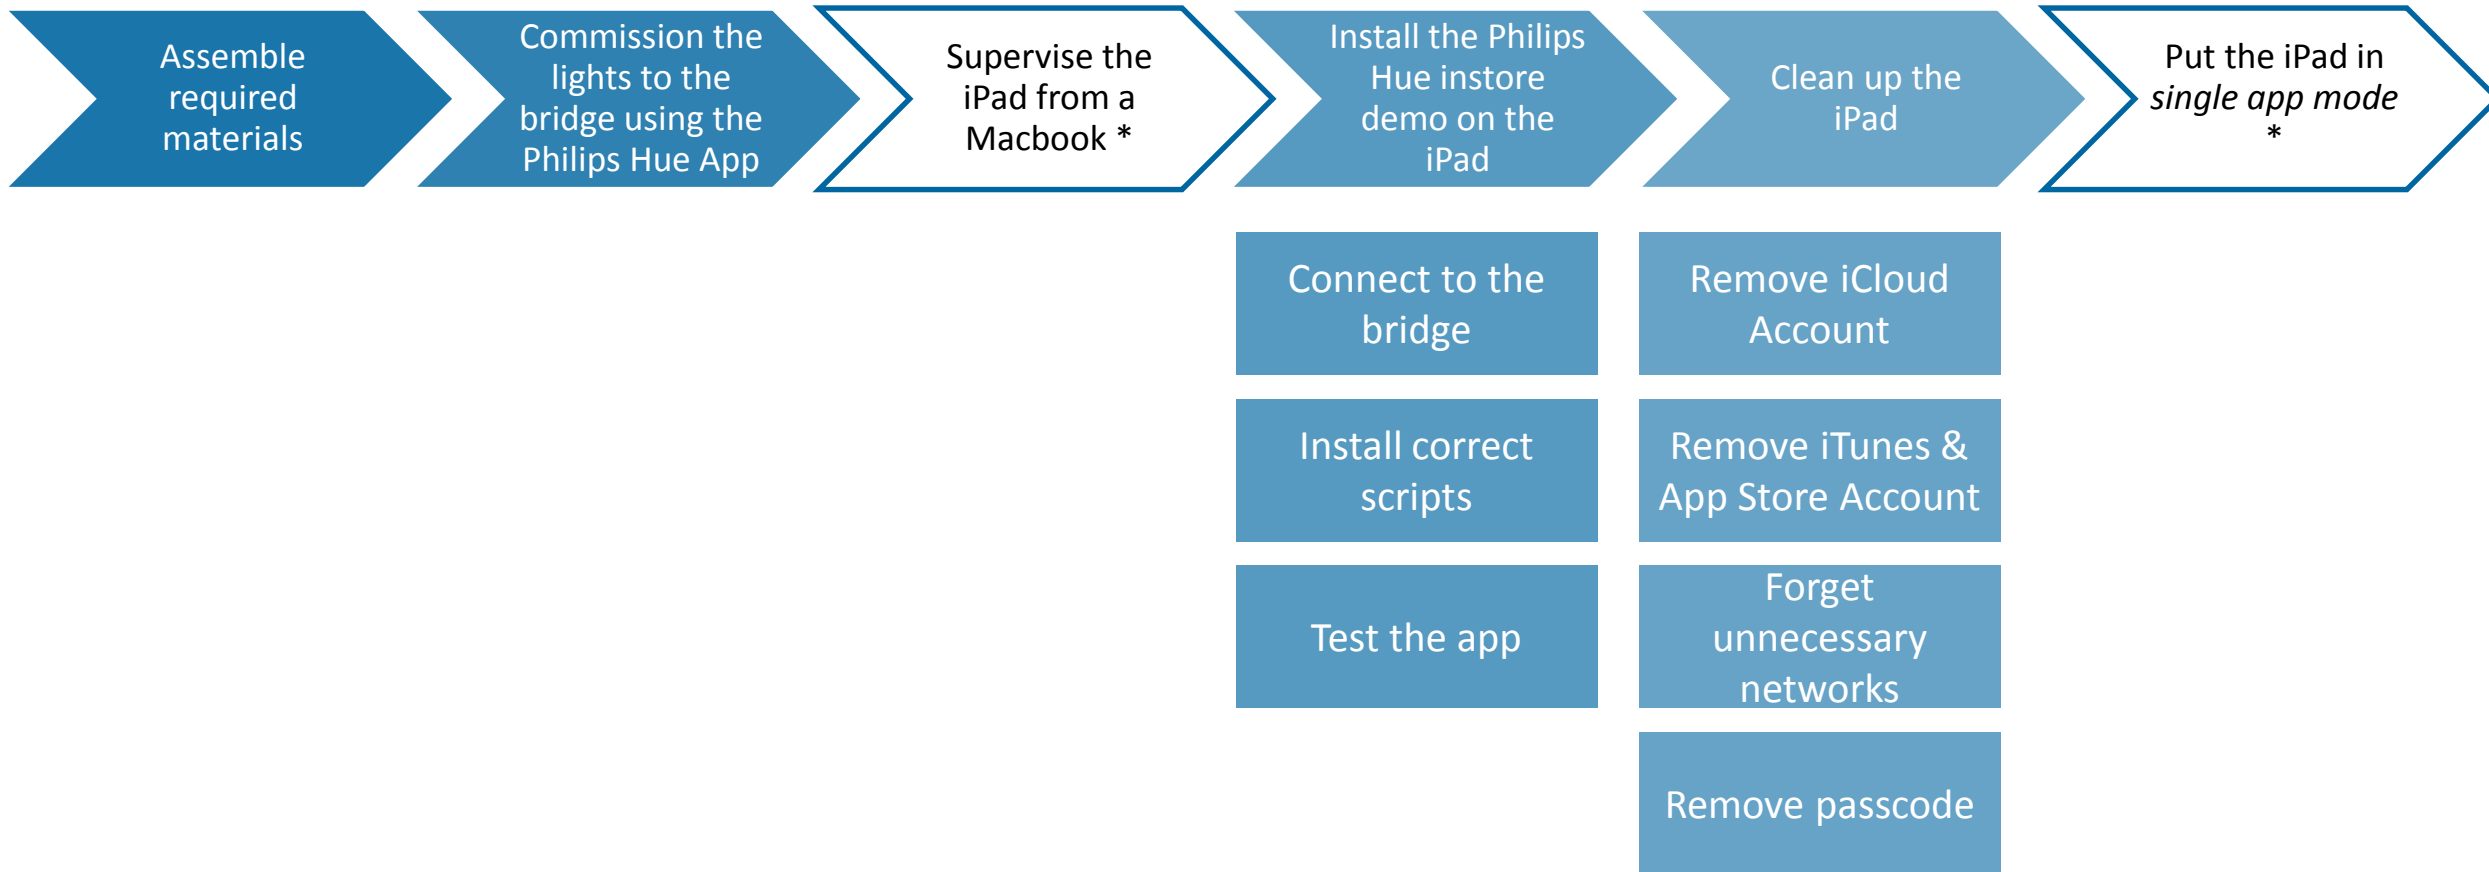 Assemble
required
materials
Commission the
lights to the
bridge using the
Philips Hue App
Supervise the
iPad from a
Macbook *
Install the Philips
Hue instore
demo on the
iPad
Clean up the
iPad
Put the iPad in
single app mode
*
Connect to the
bridge
Install correct
scripts
Test the app
Remove iCloud
Account
Remove iTunes &
App Store Account
Forget
unnecessary
networks
Remove passcode